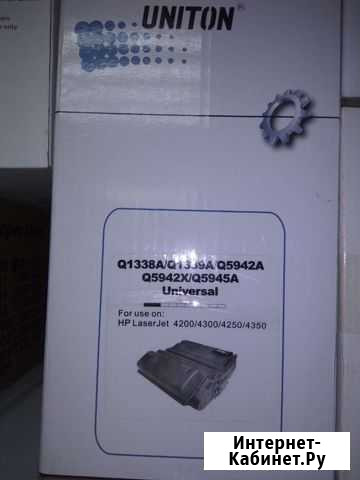 UNITON®
Q1338A/Q1339A/Q5942A
Q5942X/Q5945A
Universal
For use on:
HP LaserJet 4200/4300/4250/4350
Интернет-
Кабинет.Ру